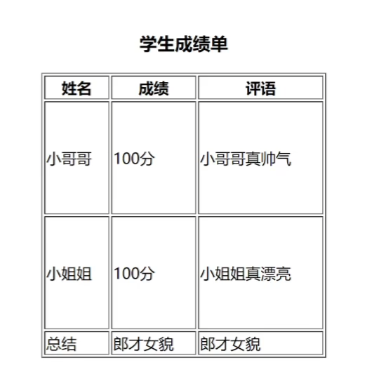 学生成绩单
姓名 成绩 评语
小哥哥 100分 小哥哥真帅气
小姐姐 100分 小姐姐真漂亮
总结 郎才女貌 郎才女貌